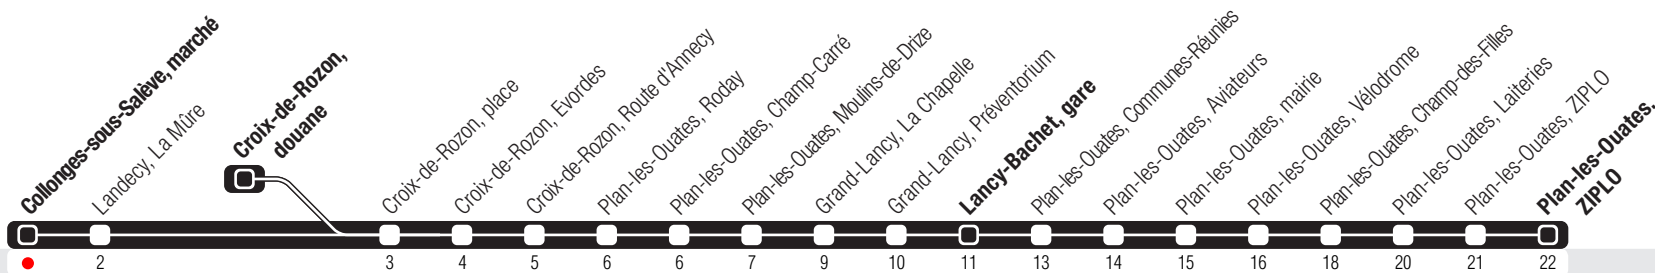 Collonges-sous-Salève, marché
Landecy, La Mûre
Croix-de-Rozon,
douane
Croix-de-Rozon, place
Croix-de-Rozon, Evordes
Croix-de-Rozon, Route d'Annecy
Plan-les-Ouates, Roday
Plan-les-Ouates, Champ-Carré
Plan-les-Ouates, Moulins-de-Drize
Grand-Lancy, La Chapelle
Grand-Lancy, Préventorium
Lancy-Bachet, gare
Plan-les-Ouates, Communes-Réunies
Plan-les-Ouates, Aviateurs
Plan-les-Ouates, mairie
Plan-les-Ouates, Vélodrome
Plan-les-Ouates, Champ-des-Filles
Plan-les-Ouates, Laiteries
Plan-les-Ouates, ZIPLO
Plan-les-Ouates,
ZIPLO
2 3 4 5 6 6 7 9 10 11 13 14 15 16 18 20 21 22